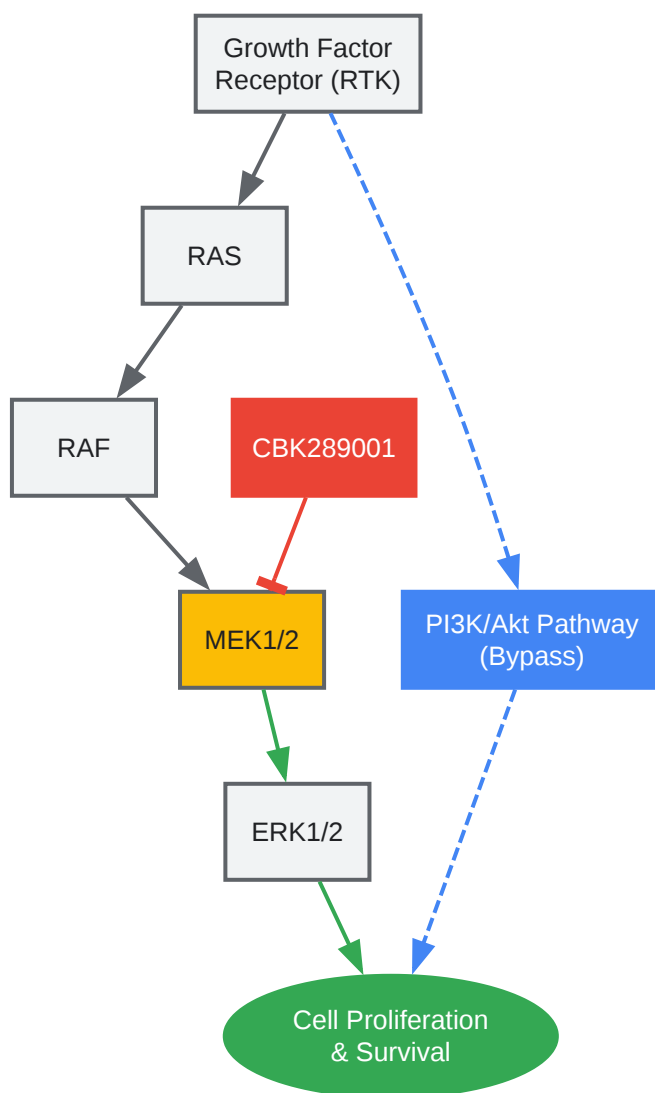 Growth Factor
Receptor (RTK)
RAS
RAF
CBK289001
MEK1/2
PI3K/Akt Pathway
(Bypass)
ERK1/2
Cell Proliferation
& Survival